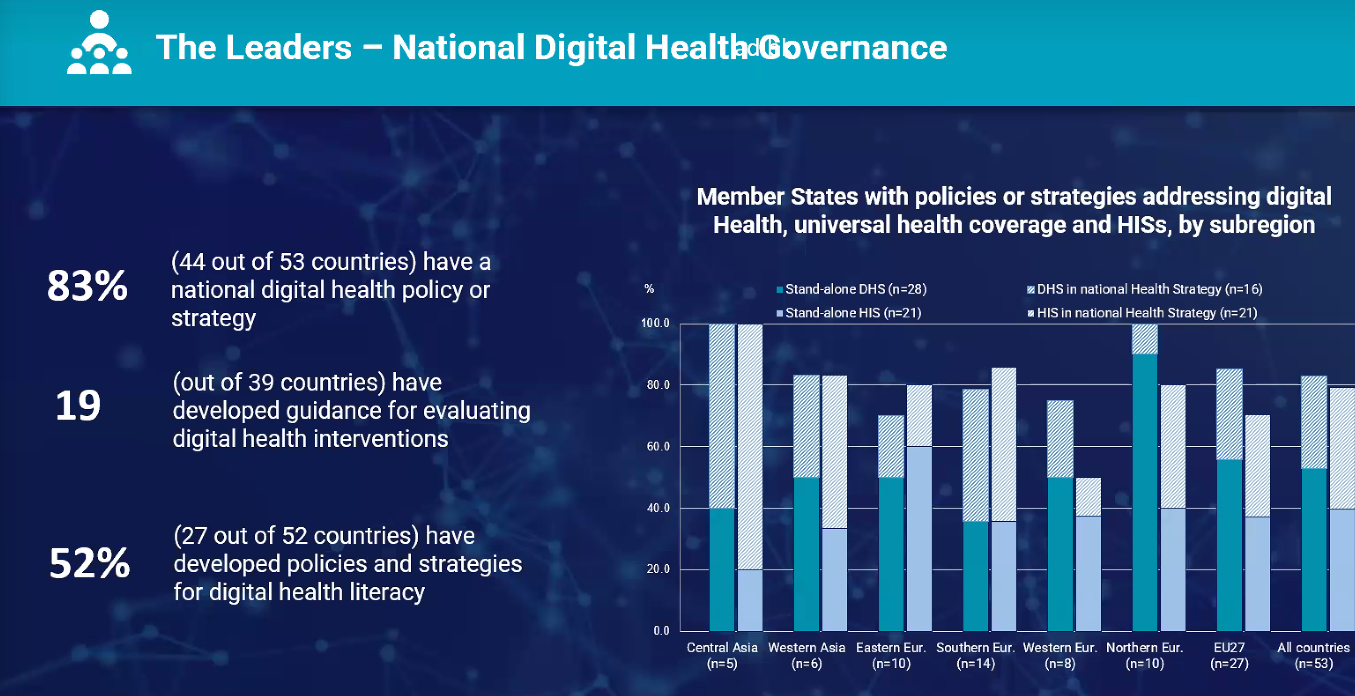 The Leaders – National Digital Health Governance
83%
(44 out of 53 countries) have a
national digital health policy or
strategy
19
(out of 39 countries) have
developed guidance for evaluating
digital health interventions
52%
(27 out of 52 countries) have
developed policies and strategies
for digital health literacy
Member States with policies or strategies addressing digital
Health, universal health coverage and HISs, by subregion
%
Stand-alone DHS (n=28) DHS in national Health Strategy (n=16)
Stand-alone HIS (n=21) HIS in national Health Strategy (n=21)
100.0
80.0
60.0
40.0
20.0
0.0
Central Asia Western Asia Eastern Eur. Southern Eur. Western Eur. Northern Eur. EU27 All countries
(n=5) (n=6) (n=10) (n=14) (n=8) (n=10) (n=27) (n=53)